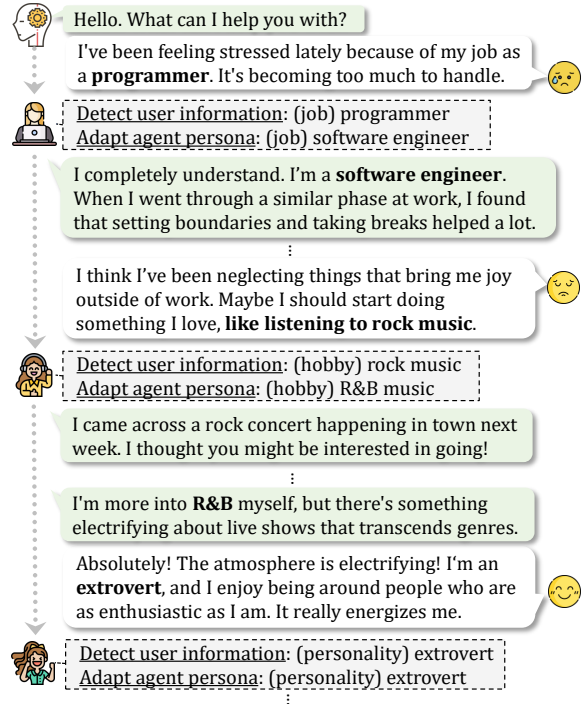 Hello. What can I help you with?
I've been feeling stressed lately because of my job as
a programmer. It's becoming too much to handle.
Detect user information: (job) programmer
Adapt agent persona: (job) software engineer
I completely understand. I’m a software engineer.
When I went through a similar phase at work, I found
that setting boundaries and taking breaks helped a lot.
⋮
I think I’ve been neglecting things that bring me joy
outside of work. Maybe I should start doing
something I love, like listening to rock music.
Detect user information: (hobby) rock music
Adapt agent persona: (hobby) R&B music
I came across a rock concert happening in town next
week. I thought you might be interested in going!
⋮
I'm more into R&B myself, but there's something
electrifying about live shows that transcends genres.
Absolutely! The atmosphere is electrifying! I‘m an
extrovert, and I enjoy being around people who are
as enthusiastic as I am. It really energizes me.
Detect user information: (personality) extrovert
Adapt agent persona: (personality) extrovert
⋮